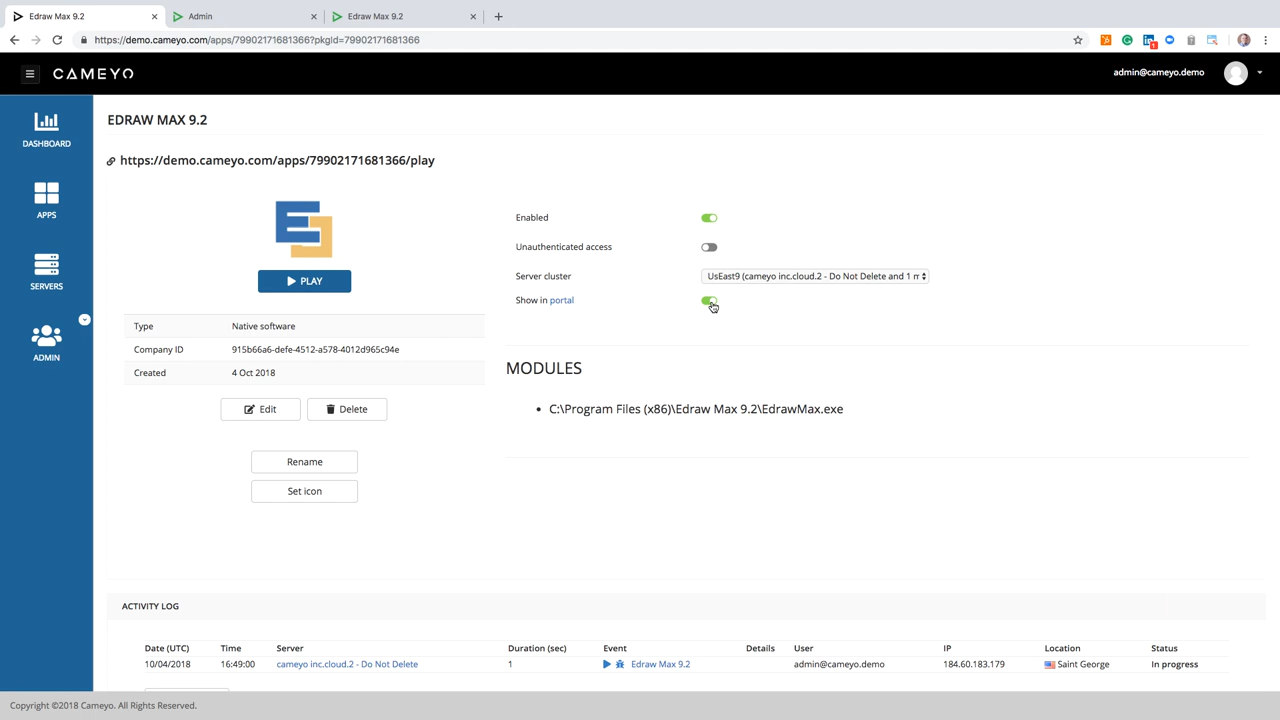 Edraw Max 9.2
Admin
Edraw Max 9.2
https://demo.cameyo.com/apps/79902171681366?pkgId=79902171681366
1
CAMEYO
admin@cameyo.demo
DASHBOARD
APPS
SERVERS
ADMIN
EDRAW MAX 9.2
https://demo.cameyo.com/apps/79902171681366/play
PLAY
Type Native software
Company ID 915b66a6-defe-4512-a578-4012d965c94e
Created 4 Oct 2018
Edit Delete
Rename
Set icon
Enabled
Unauthenticated access
Server cluster UsEast9 (cameyo inc.cloud.2 - Do Not Delete and 1 m
Show in portal
MODULES
• C:\Program Files (x86)\Edraw Max 9.2\EdrawMax.exe
ACTIVITY LOG
Date (UTC) Time Server Duration (sec) Event Details User IP Location Status
10/04/2018 16:49:00 cameyo inc.cloud.2 - Do Not Delete 1 Edraw Max 9.2 admin@cameyo.demo 184.60.183.179 Saint George In progress
Copyright ©2018 Cameyo. All Rights Reserved.